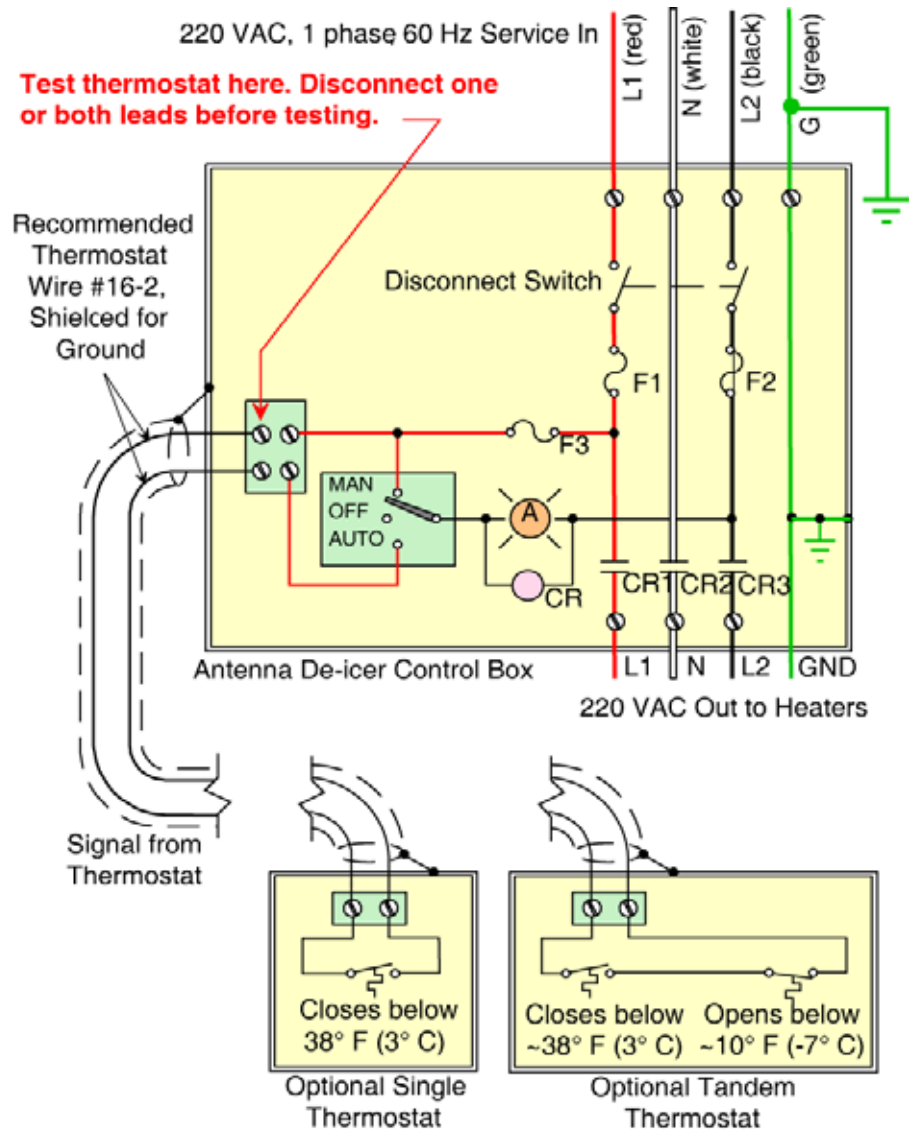 220 VAC, 1 phase, 60 Hz Service In
L1 (red)
N (white)
L2 (black)
G (green)
Test thermostat here. Disconnect one
or both leads before testing.
Recommended
Thermostat
Wire #16-2,
Shielced for
Ground
Disconnect Switch
F1
F2
F3
MAN
OFF
AUTO
A
CR
CR1
CR2
CR3
Antenna De-icer Control Box
L1
N
L2
GND
220 VAC Out to Heaters
Signal from
Thermostat
Closes below
38° F (3° C)
Optional Single
Thermostat
Closes below
~38° F (3° C)
Opens below
~10° F (-7° C)
Optional Tandem
Thermostat